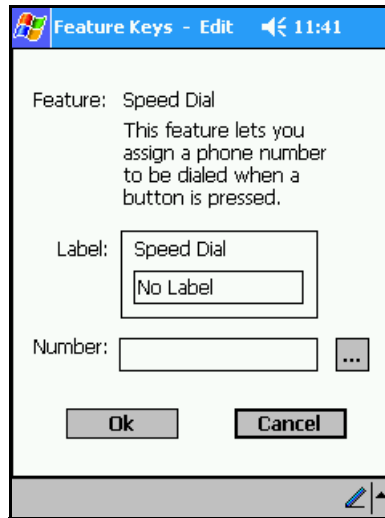 Feature Keys - Edit 11:41
Feature: Speed Dial
This feature lets you
assign a phone number
to be dialed when a
button is pressed.
Label: Speed Dial
No Label
Number: ...
Ok Cancel